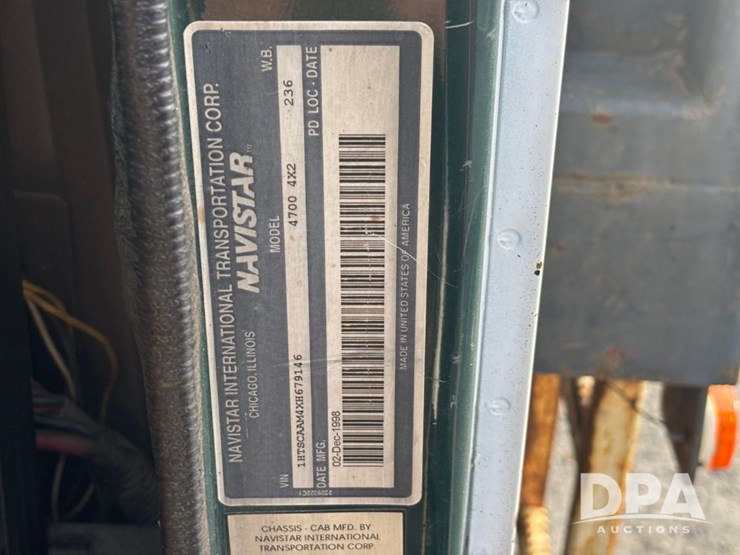 NAVISTAR INTERNATIONAL TRANSPORTATION CORP.
CHICAGO, ILLINOIS
NAVISTAR
MODEL W.B.
4700 4X2 236
VIN PD LOC - DATE
1HTSCAAM4XH679146
DATE MFG.
02-Dec-1998
MADE IN UNITED STATES OF AMERICA
CHASSIS - CAB MFD. BY
NAVISTAR INTERNATIONAL
TRANSPORTATION CORP.
DPA
AUCTIONS